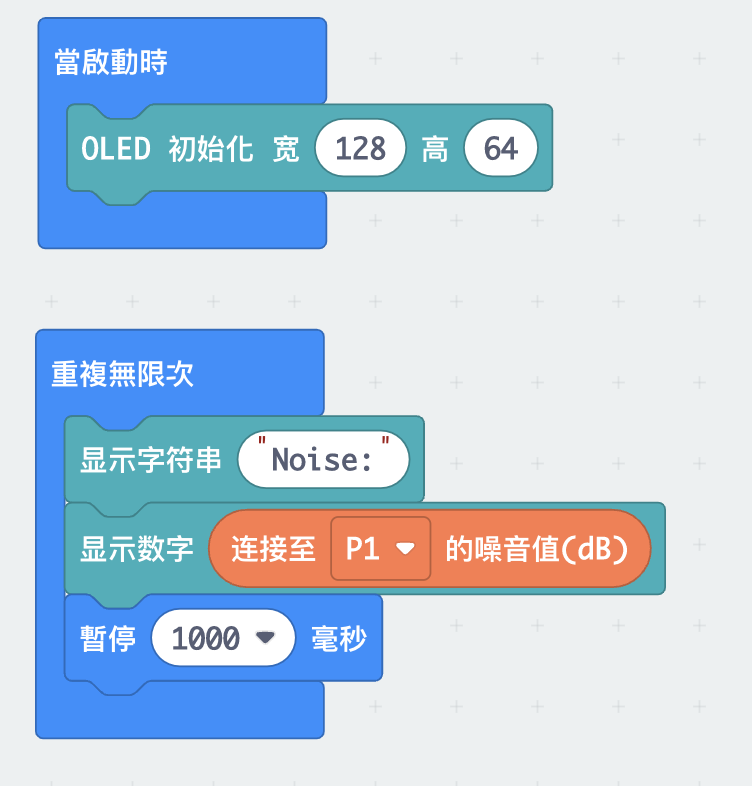 當啟動時
OLED 初始化 宽 128 高 64
重複無限次
显示字符串 "Noise:"
显示数字 连接至 P1 的噪音值(dB)
暫停 1000 毫秒